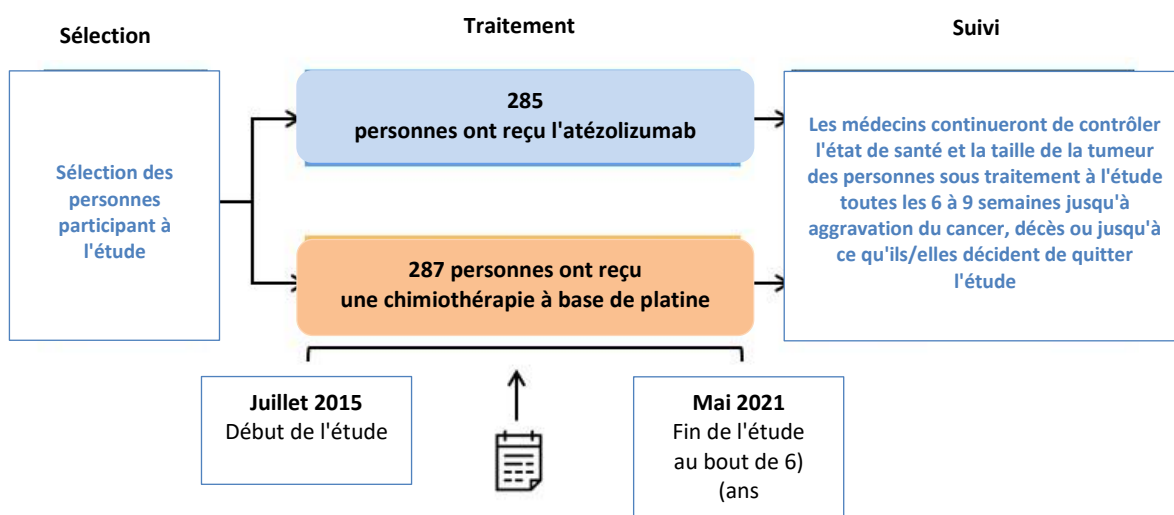 Sélection
Traitement
Suivi
Sélection des
personnes
participant à
l'étude
285
personnes ont reçu l'atézolizumab
287 personnes ont reçu
une chimiothérapie à base de platine
Les médecins continueront de contrôler
l'état de santé et la taille de la tumeur
des personnes sous traitement à l'étude
toutes les 6 à 9 semaines jusqu'à
aggravation du cancer, décès ou jusqu'à
ce qu'ils/elles décident de quitter
l'étude
Juillet 2015
Début de l'étude
Mai 2021
Fin de l'étude
au bout de 6)
(ans